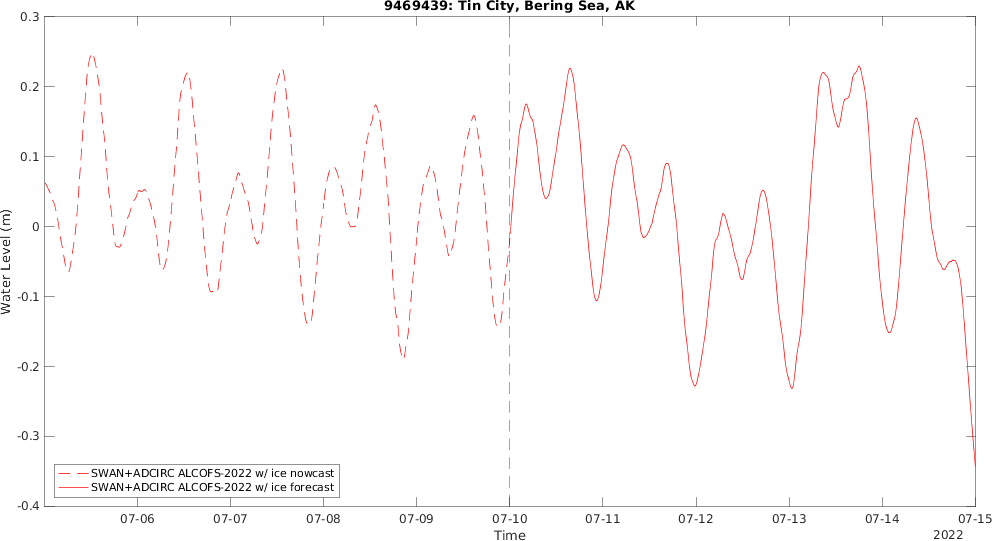 9469439: Tin City, Bering Sea, AK
Water Level (m)
0.3
0.2
0.1
0
-0.1
-0.2
-0.3
-0.4
SWAN+ADCIRC ALCOFS-2022 w/ ice nowcast
SWAN+ADCIRC ALCOFS-2022 w/ ice forecast
07-06 07-07 07-08 07-09 07-10 07-11 07-12 07-13 07-14 07-15
Time
2022